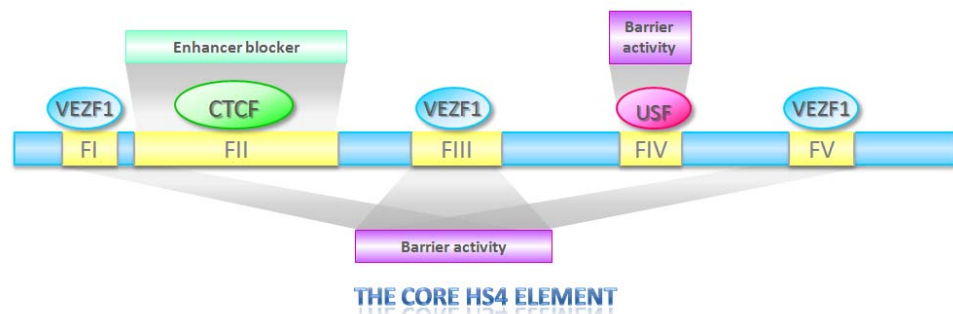 Enhancer blocker
Barrier
activity
VEZF1
CTCF
VEZF1
USF
VEZF1
FI
FII
FIII
FIV
FV
Barrier activity
THE CORE HS4 ELEMENT